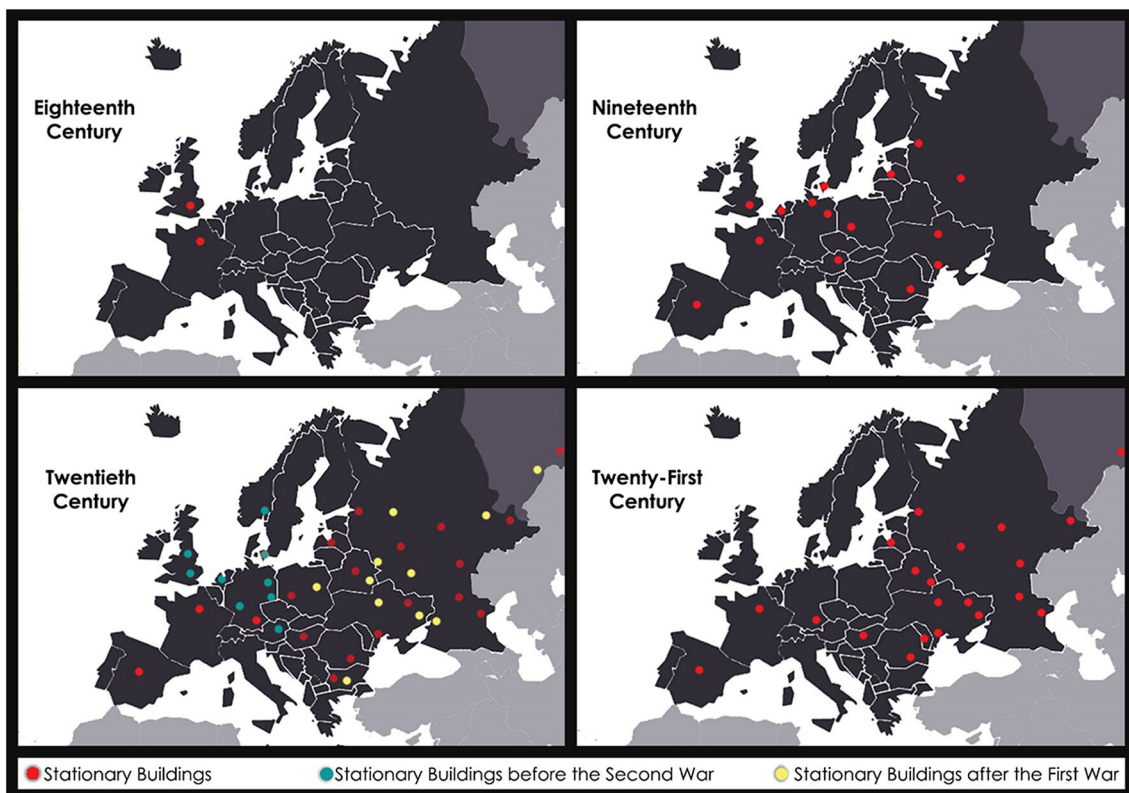 Eighteenth
Century
Nineteenth
Century
Twentieth
Century
Twenty-First
Century
Stationary Buildings
Stationary Buildings before the Second War
Stationary Buildings after the First War